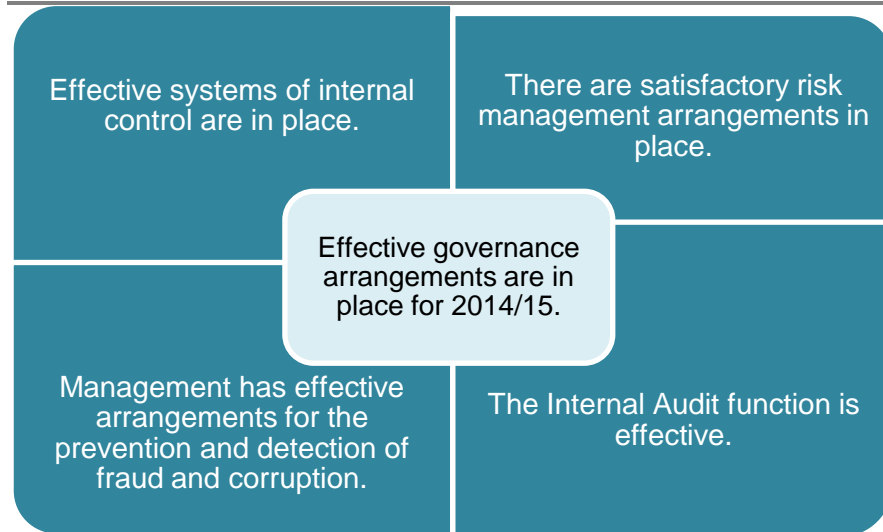 Effective systems of internal
control are in place.
There are satisfactory risk
management arrangements in
place.
Effective governance
arrangements are in
place for 2014/15.
Management has effective
arrangements for the
prevention and detection of
fraud and corruption.
The Internal Audit function is
effective.